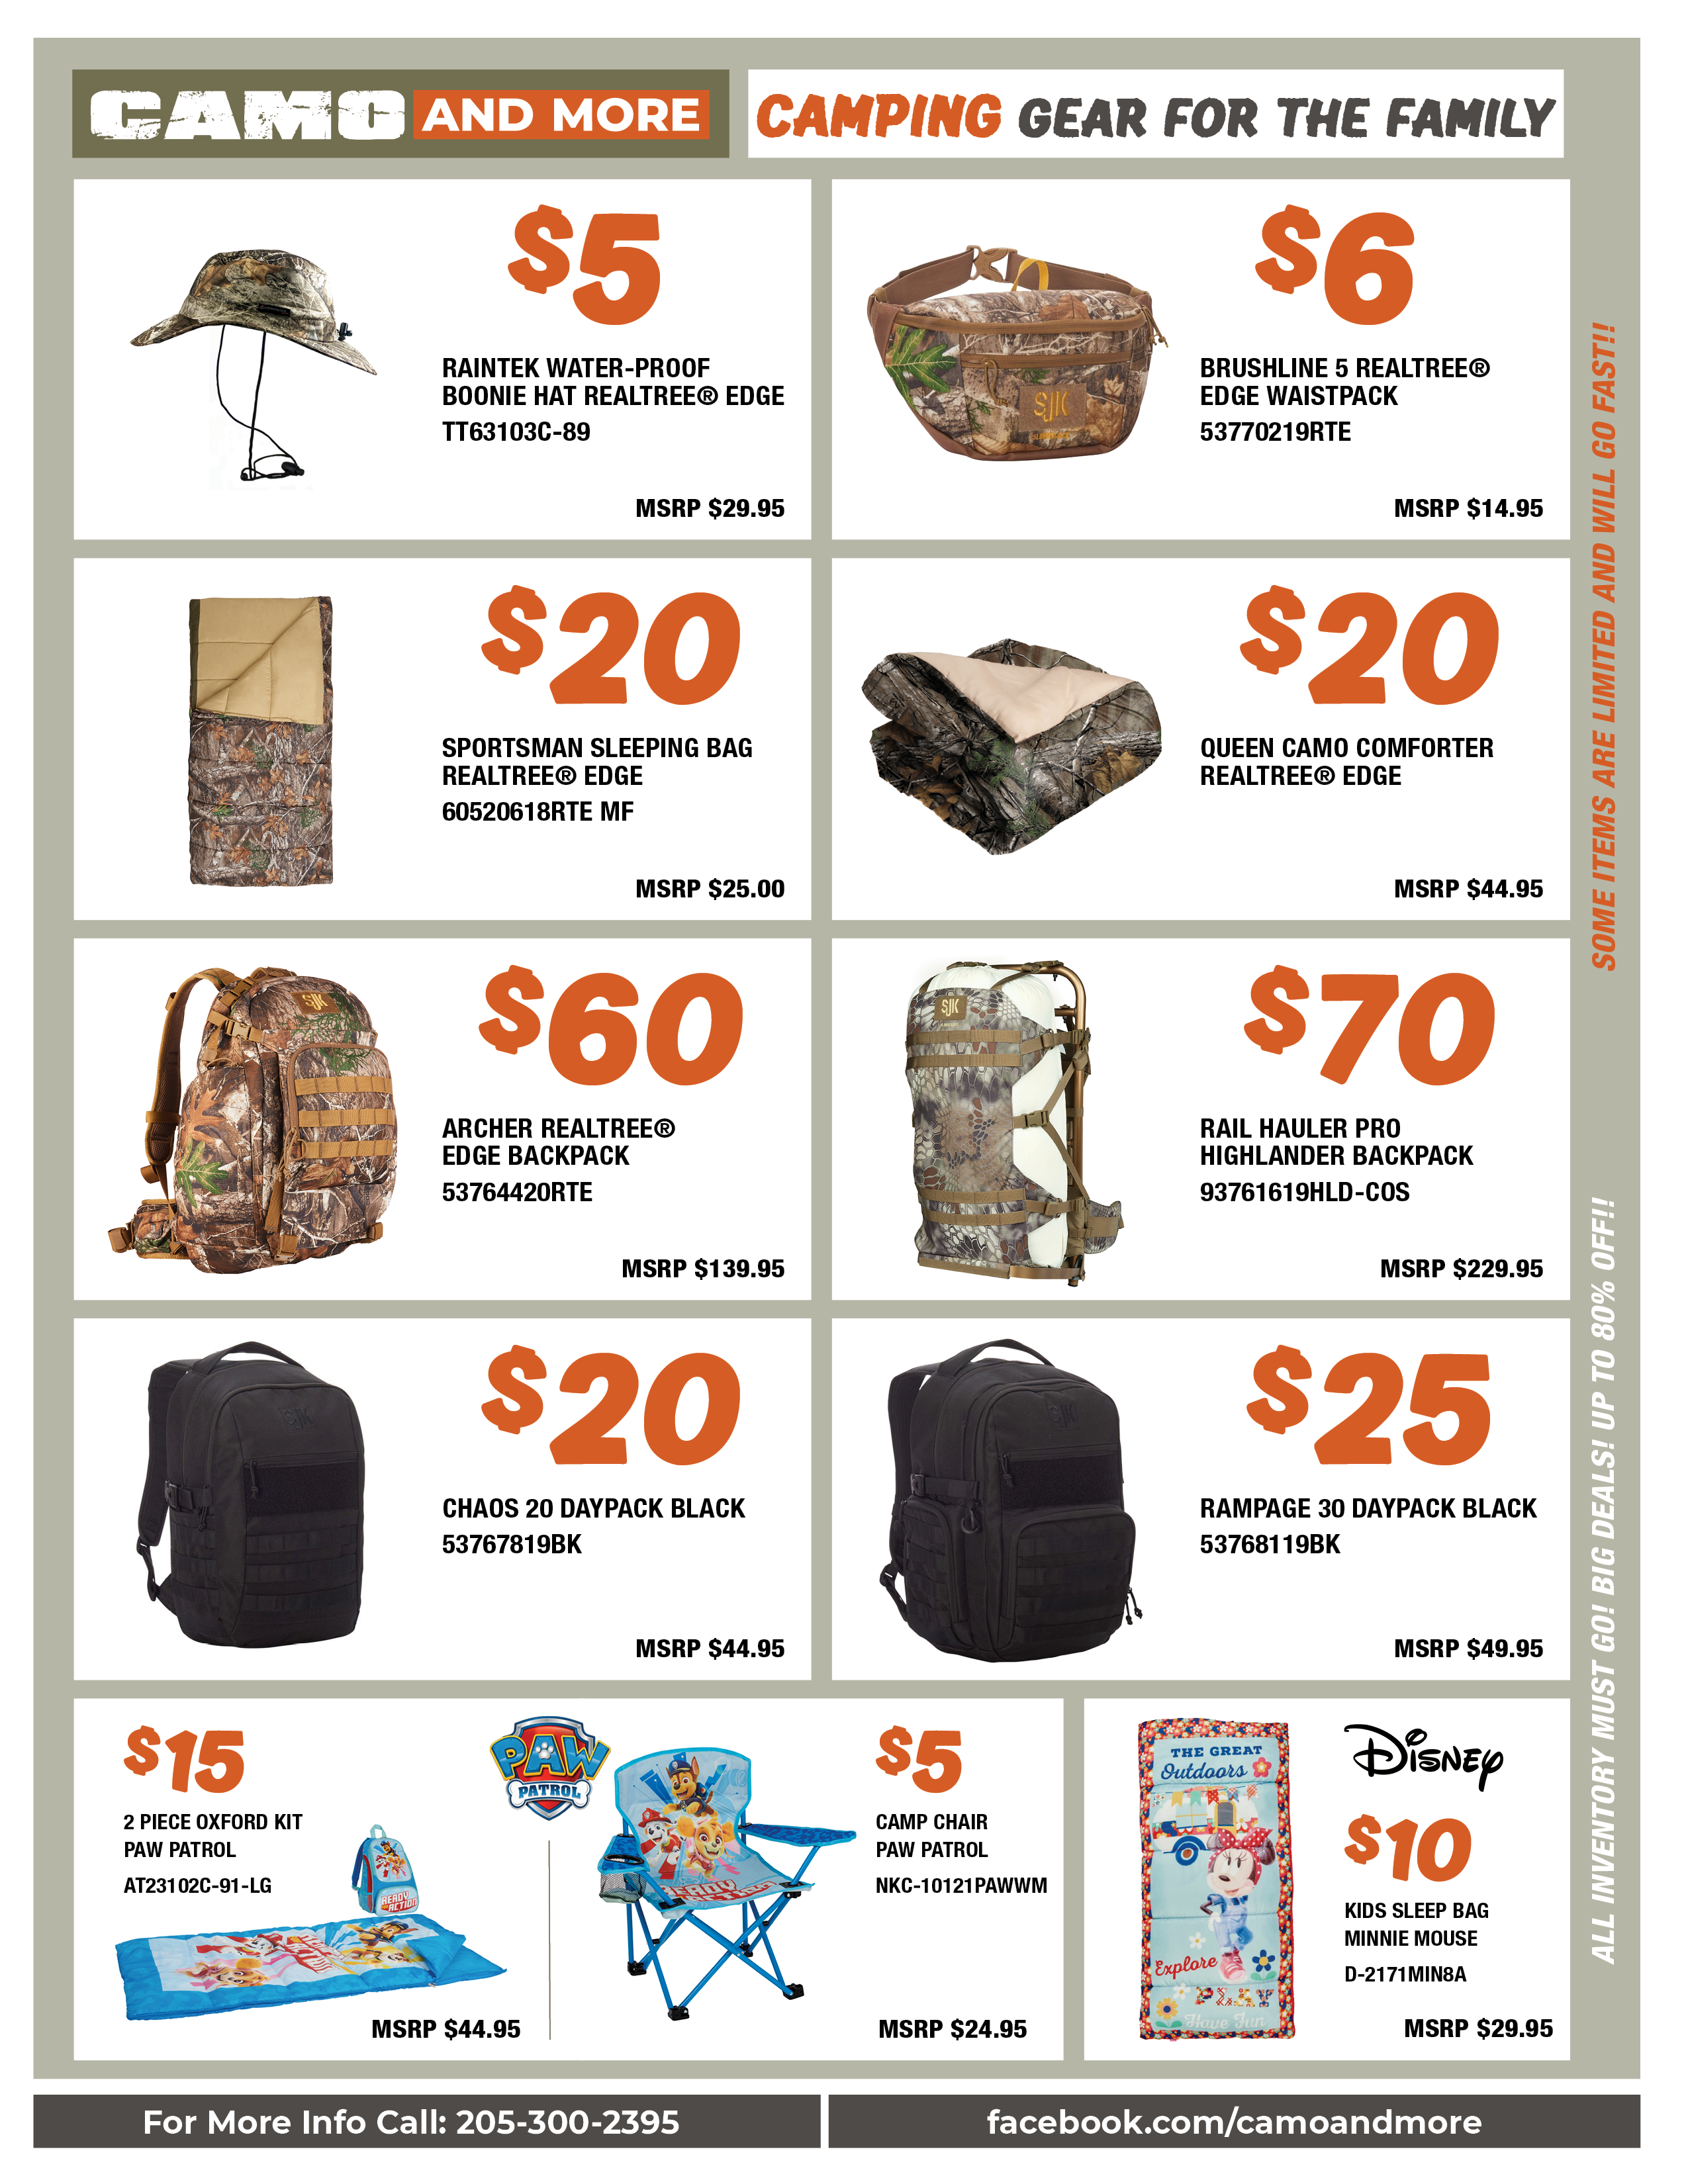 CAMO AND MORE
CAMPING GEAR FOR THE FAMILY
$5
RAINTEK WATER-PROOF
BOONIE HAT REALTREE® EDGE
TT63103C-89
MSRP $29.95
$6
SJK
BRUSHLINE 5 REALTREE®
EDGE WAISTPACK
53770219RTE
MSRP $14.95
$20
SPORTSMAN SLEEPING BAG
REALTREE® EDGE
60520618RTE MF
MSRP $25.00
$20
QUEEN CAMO COMFORTER
REALTREE® EDGE
MSRP $44.95
SJK
$60
ARCHER REALTREE®
EDGE BACKPACK
53764420RTE
MSRP $139.95
SJK
$70
RAIL HAULER PRO
HIGHLANDER BACKPACK
93761619HLD-COS
MSRP $229.95
SJK
$20
CHAOS 20 DAYPACK BLACK
53767819BK
MSRP $44.95
SJK
$25
RAMPAGE 30 DAYPACK BLACK
53768119BK
MSRP $49.95
$15
2 PIECE OXFORD KIT
PAW PATROL
AT23102C-91-LG
READY
ACTION
MSRP $44.95
PAW
PATROL
$5
CAMP CHAIR
PAW PATROL
NKC-10121PAWWM
MSRP $24.95
THE GREAT
Outdoors
Explore
PLAY
Have Fun
Disney
$10
KIDS SLEEP BAG
MINNIE MOUSE
D-2171MIN8A
MSRP $29.95
SOME ITEMS ARE LIMITED AND WILL GO FAST!!
ALL INVENTORY MUST GO! BIG DEALS! UP TO 80% OFF!!
For More Info Call: 205-300-2395
facebook.com/camoandmore